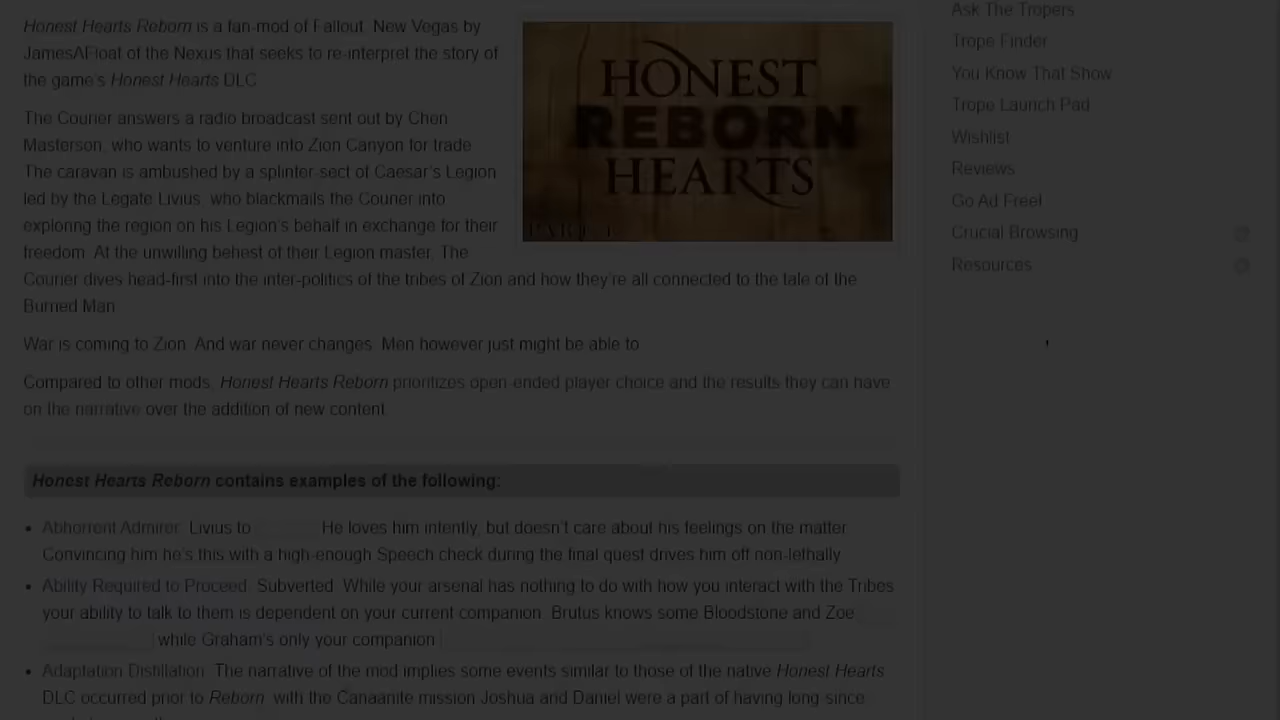 Honest Hearts Reborn is a fan-mod of Fallout: New Vegas by
JamesAFloat of the Nexus that seeks to re-interpret the story of
the game's Honest Hearts DLC.
The Courier answers a radio broadcast sent out by Chen
Masterson, who wants to venture into Zion Canyon for trade.
The caravan is ambushed by a splinter-sect of Caesar's Legion
led by the Legate Livius, who blackmails the Courier into
exploring the region on his Legion's behalf in exchange for their
freedom. At the unwilling behest of their Legion master, The
Courier dives head-first into the inter-politics of the tribes of Zion and how they're all connected to the tale of the
Burned Man.
War is coming to Zion. And war never changes. Men however just might be able to.
Compared to other mods, Honest Hearts Reborn prioritizes open-ended player choice and the results they can have
on the narrative over the addition of new content.
HONEST
REBORN
HEARTS
PART I
Honest Hearts Reborn contains examples of the following:
• Abhorrent Admirer: Livius to He loves him intently, but doesn't care about his feelings on the matter.
Convincing him he's this with a high-enough Speech check during the final quest drives him off non-lethally.
• Ability Required to Proceed: Subverted. While your arsenal has nothing to do with how you interact with the Tribes
your ability to talk to them is dependent on your current companion. Brutus knows some Bloodstone and Zoe
while Graham's only your companion
• Adaptation Distillation: The narrative of the mod implies some events similar to those of the native Honest Hearts
DLC occurred prior to Reborn, with the Canaanite mission Joshua and Daniel were a part of having long-since
Ask The Tropers
Trope Finder
You Know That Show
Trope Launch Pad
Wishlist
Reviews
Go Ad Free!
Crucial Browsing
Resources